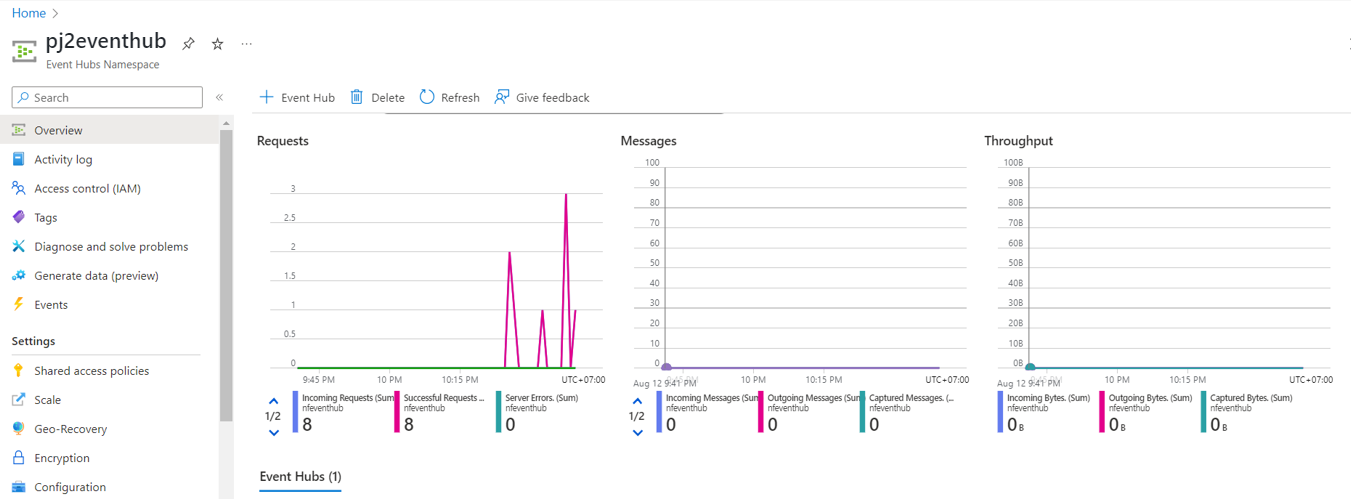 Home
pj2eventhub
Event Hubs Namespace
Search
Overview
Activity log
Access control (IAM)
Tags
Diagnose and solve problems
Generate data (preview)
Events
Settings
Shared access policies
Scale
Geo-Recovery
Encryption
Configuration
Event Hub Delete Refresh Give feedback
Requests
3
2.5
2
1.5
1
0.5
0
9:45 PM 10 PM 10:15 PM UTC+07:00
1/2
Incoming Requests (Sum)
nfeventhub
8
Successful Requests ...
nfeventhub
8
Server Errors. (Sum)
nfeventhub
0
Messages
100
90
80
70
60
50
40
30
20
10
0
Aug 12 9:41 PM 10 PM 10:15 PM UTC+07:00
1/2
Incoming Messages (Sum)
nfeventhub
0
Outgoing Messages (Sum
nfeventhub
0
Captured Messages. (...
nfeventhub
0
Throughput
100B
90B
80B
70B
60B
50B
40B
30B
20B
10B
0B
Aug 12 9:41 PM 10 PM 10:15 PM UTC+07:00
Incoming Bytes. (Sum)
nfeventhub
0 B
Outgoing Bytes. (Sum)
nfeventhub
0 B
Captured Bytes. (Sum)
nfeventhub
0 B
Event Hubs (1)